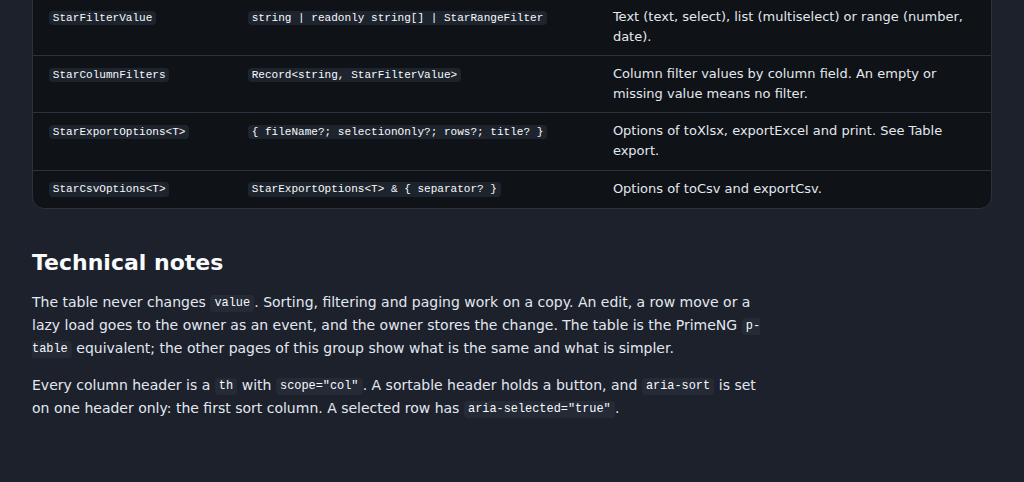 StarFilterValue string | readonly string[] | StarRangeFilter Text (text, select), list (multiselect) or range (number,
date).
StarColumnFilters Record<string, StarFilterValue> Column filter values by column field. An empty or
missing value means no filter.
StarExportOptions<T> { fileName?; selectionOnly?; rows?; title? } Options of toXlsx, exportExcel and print. See Table
export.
StarCsvOptions<T> StarExportOptions<T> & { separator? } Options of toCsv and exportCsv.
Technical notes
The table never changes value. Sorting, filtering and paging work on a copy. An edit, a row move or a
lazy load goes to the owner as an event, and the owner stores the change. The table is the PrimeNG p-
table equivalent; the other pages of this group show what is the same and what is simpler.
Every column header is a th with scope="col". A sortable header holds a button, and aria-sort is set
on one header only: the first sort column. A selected row has aria-selected="true".